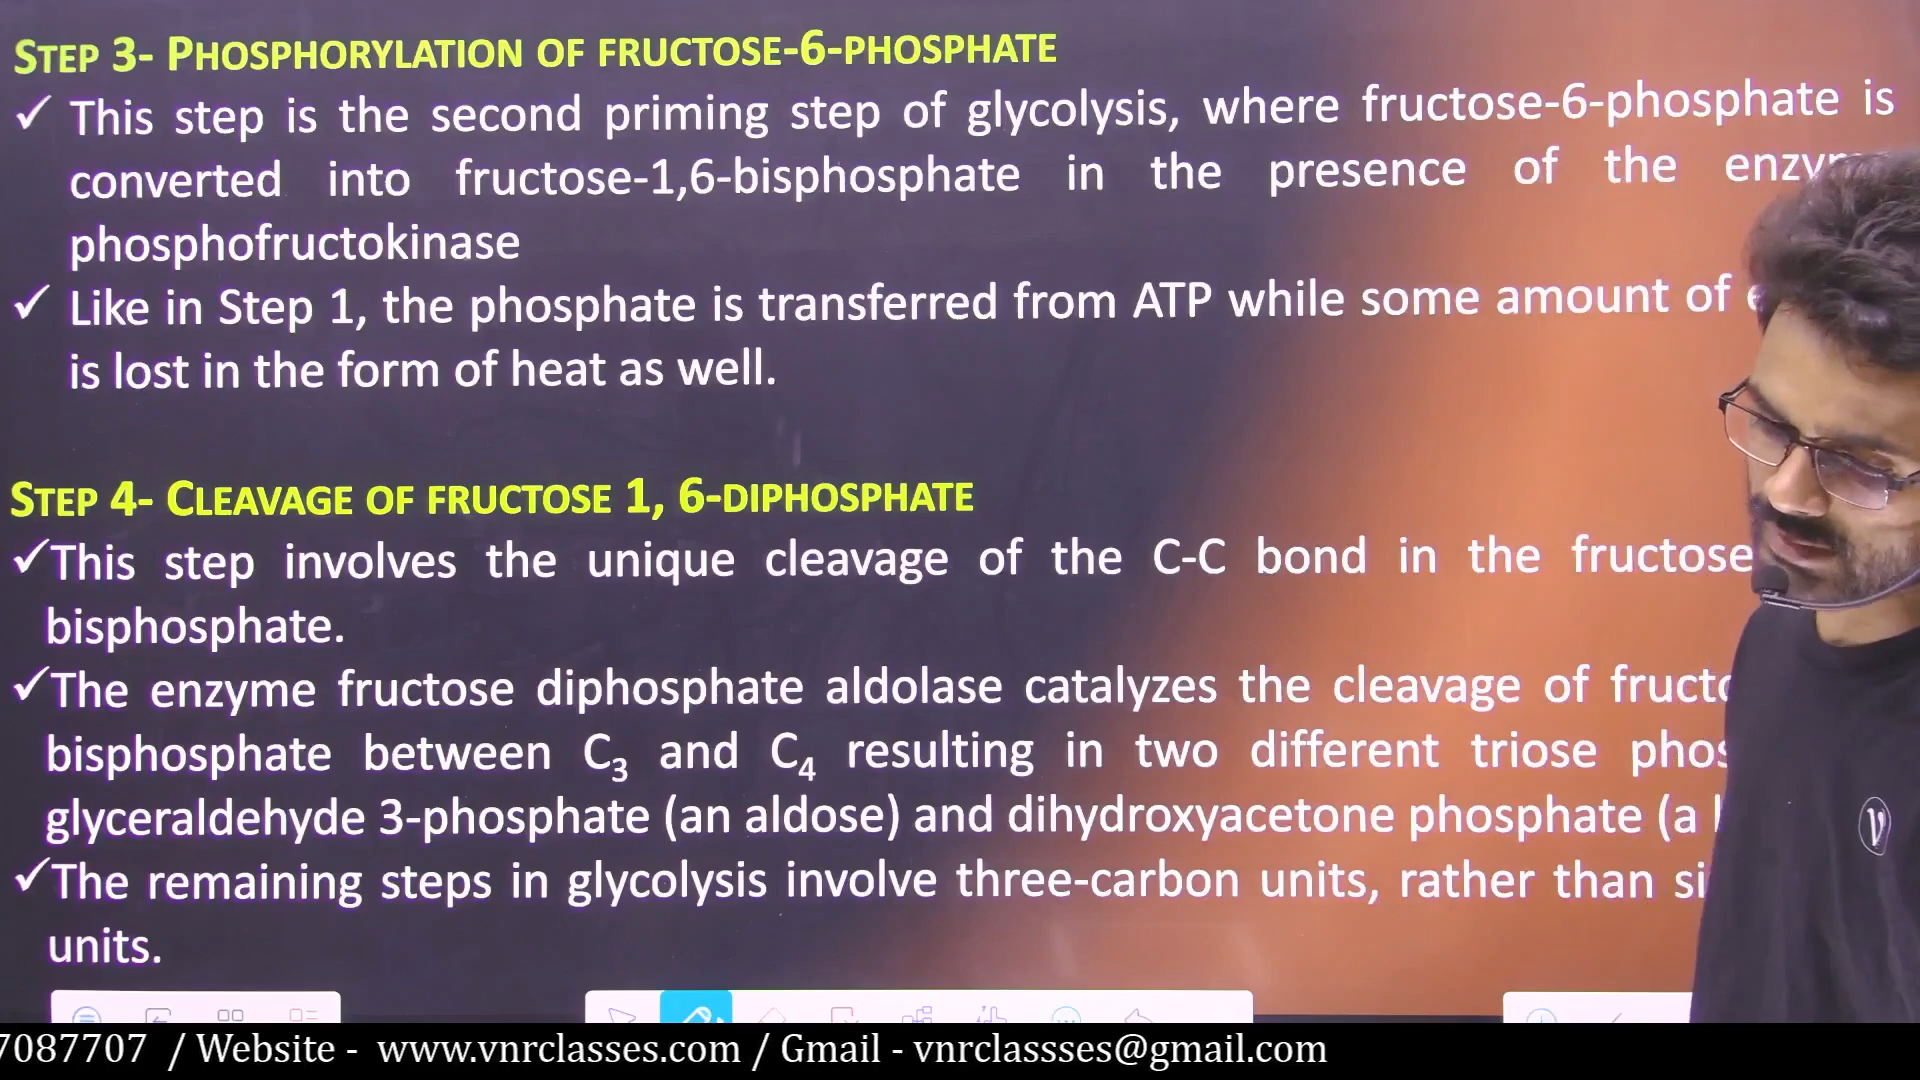 STEP 3- PHOSPHORYLATION OF FRUCTOSE-6-PHOSPHATE
✓ This step is the second priming step of glycolysis, where fructose-6-phosphate is
converted into fructose-1,6-bisphosphate in the presence of the
phosphofructokinase
✓ Like in Step 1, the phosphate is transferred from ATP while some amount of
is lost in the form of heat as well.
STEP 4- CLEAVAGE OF FRUCTOSE 1, 6-DIPHOSPHATE
✓This step involves the unique cleavage of the C-C bond in the fructose
bisphosphate.
✓The enzyme fructose diphosphate aldolase catalyzes the cleavage of
bisphosphate between C₃ and C₄ resulting in two different triose
glyceraldehyde 3-phosphate (an aldose) and dihydroxyacetone phosphate (a
✓The remaining steps in glycolysis involve three-carbon units, rather than
units.
V
7087707 / Website - www.vnrclasses.com / Gmail - vnrclassses@gmail.com